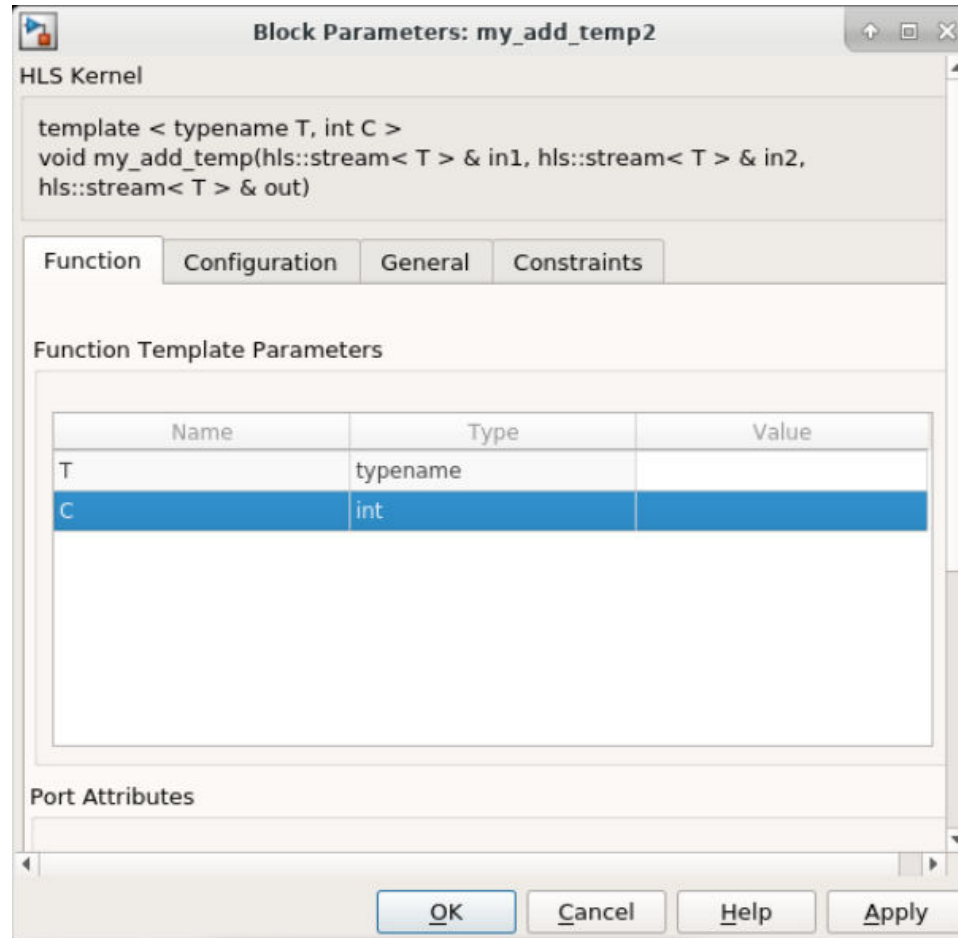 Block Parameters: my_add_temp2
HLS Kernel
template < typename T, int C >
void my_add_temp(hls::stream< T > & in1, hls::stream< T > & in2,
hls::stream< T > & out)
Function Configuration General Constraints
Function Template Parameters
Name Type Value
T typename
C int
Port Attributes
OK Cancel Help Apply